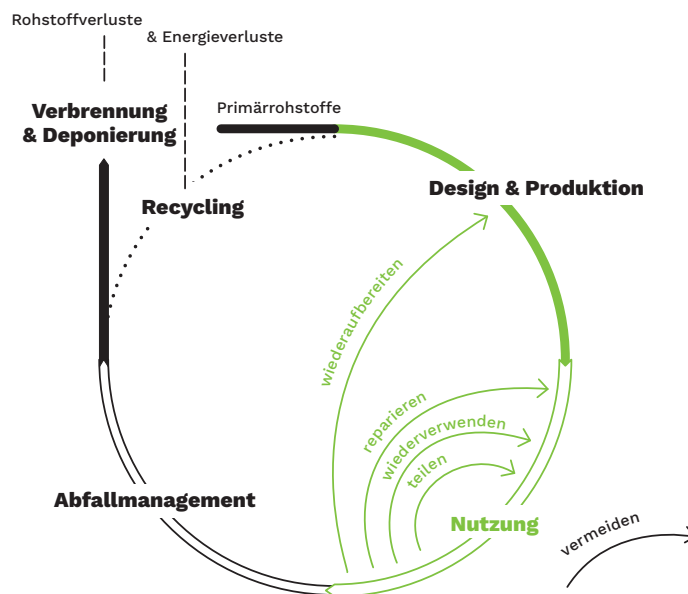 Rohstoffverluste
& Energieverluste
Verbrennung
& Deponierung
Primärrohstoffe
Recycling
Design & Produktion
wiederaufbereiten
reparieren
wiederverwenden
teilen
Abfallmanagement
Nutzung
vermeiden